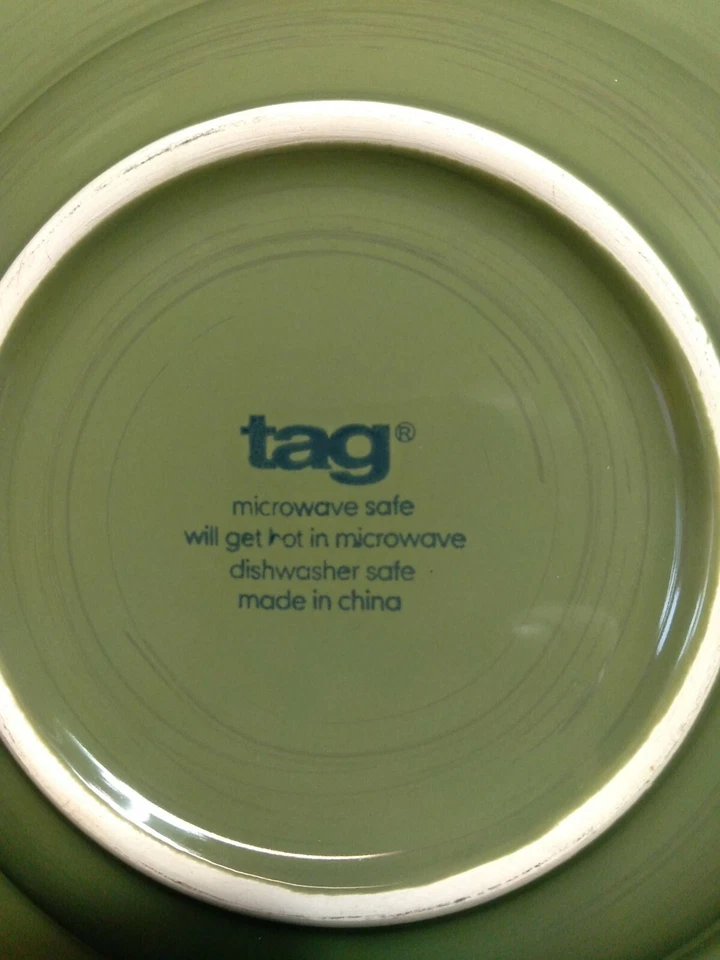 tag®
microwave safe
will get hot in microwave
dishwasher safe
made in china